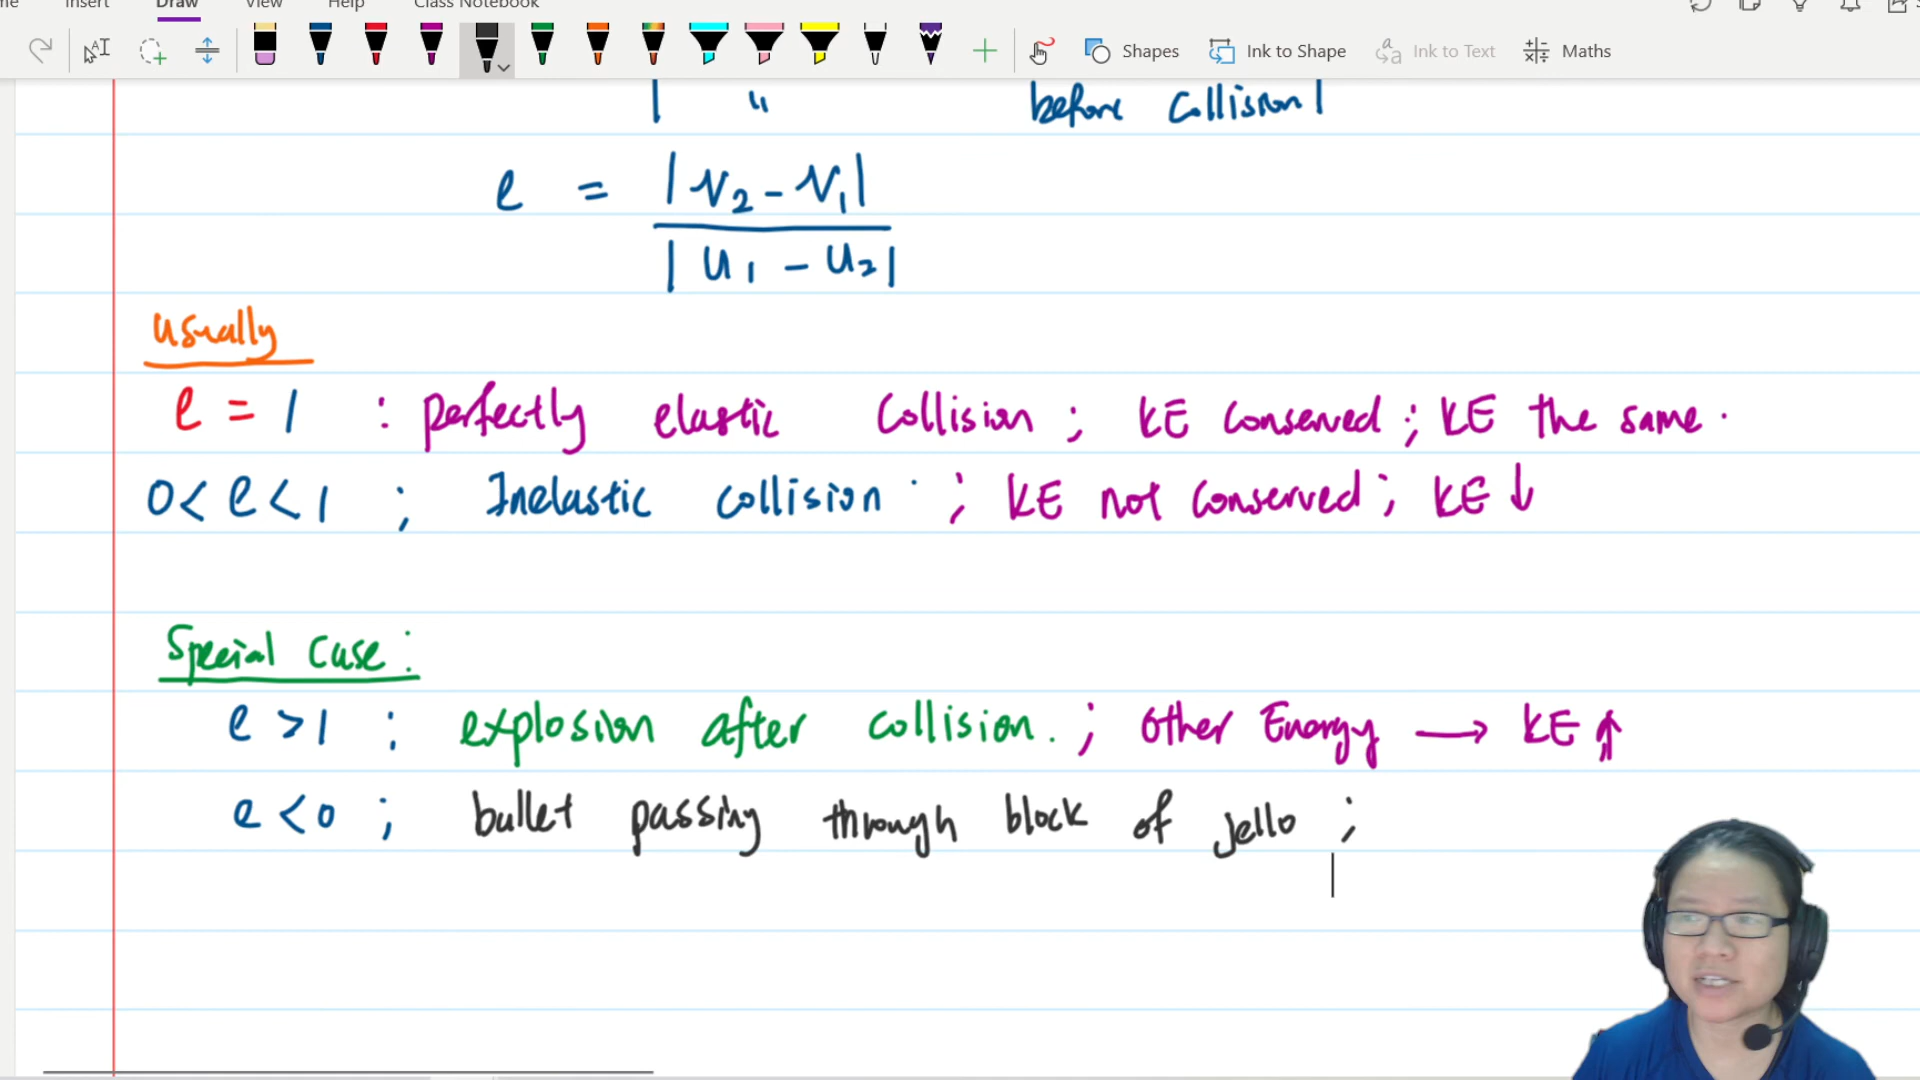 Insert Draw View Help Class Notebook
Shapes Ink to Shape Ink to Text Maths
| " before collision|
e = |v₂ - v₁|
|u₁ - u₂|
Usually
e = 1 : perfectly elastic collision ; KE conserved ; KE the same .
0 < e < 1 ; Inelastic collision ; KE not conserved ; KE ↓
Special Case :
e > 1 : explosion after collision . ; Other Energy → KE ↑
e < 0 ; bullet passing through block of jello ;